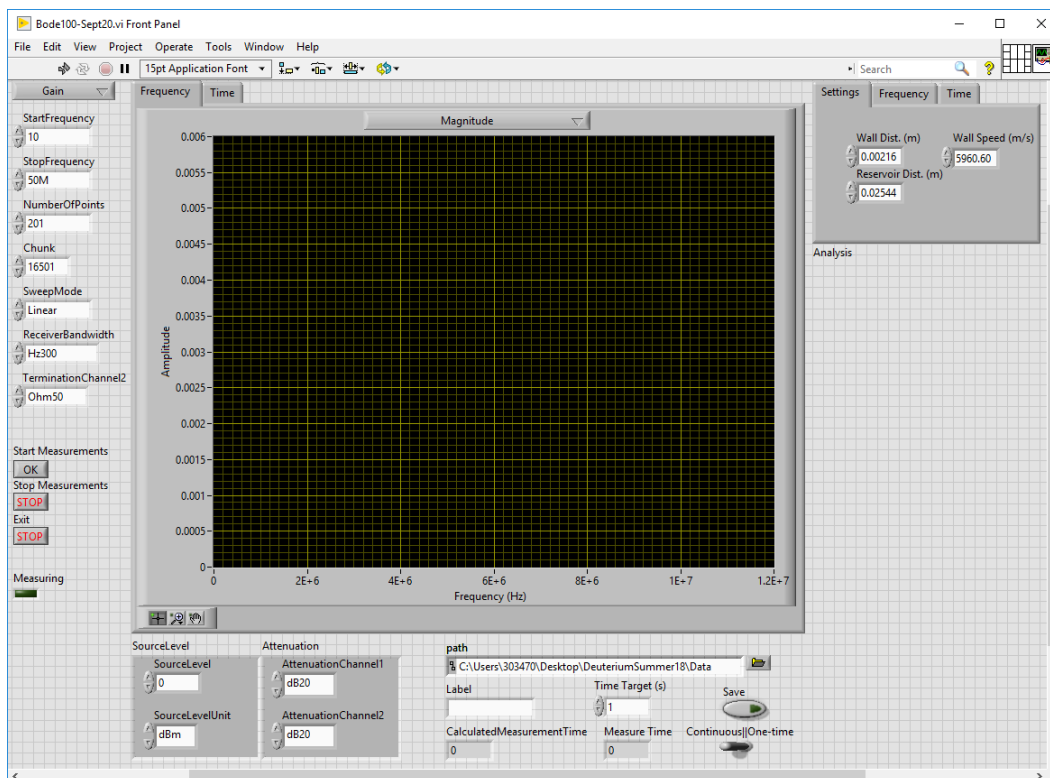 Bode100-Sept20.vi Front Panel
File Edit View Project Operate Tools Window Help
15pt Application Font
Search
Gain
StartFrequency
10
StopFrequency
50M
NumberOfPoints
201
Chunk
16501
SweepMode
Linear
ReceiverBandwidth
Hz300
TerminationChannel2
Ohm50
Start Measurements
OK
Stop Measurements
STOP
Exit
STOP
Measuring
Frequency Time
Magnitude
0.006
0.0055
0.005
0.0045
0.004
0.0035
0.003
0.0025
0.002
0.0015
0.001
0.0005
0
Amplitude
0 2E+6 4E+6 6E+6 8E+6 1E+7 1.2E+7
Frequency (Hz)
Settings Frequency Time
Wall Dist. (m) Wall Speed (m/s)
0.00216 5960.60
Reservoir Dist. (m)
0.02544
Analysis
SourceLevel
SourceLevel
0
SourceLevelUnit
dBm
Attenuation
AttenuationChannel1
dB20
AttenuationChannel2
dB20
path
C:\Users\303470\Desktop\DeuteriumSummer18\Data
Label Time Target (s) Save
1
CalculatedMeasurementTime Measure Time Continuous||One-time
0 0